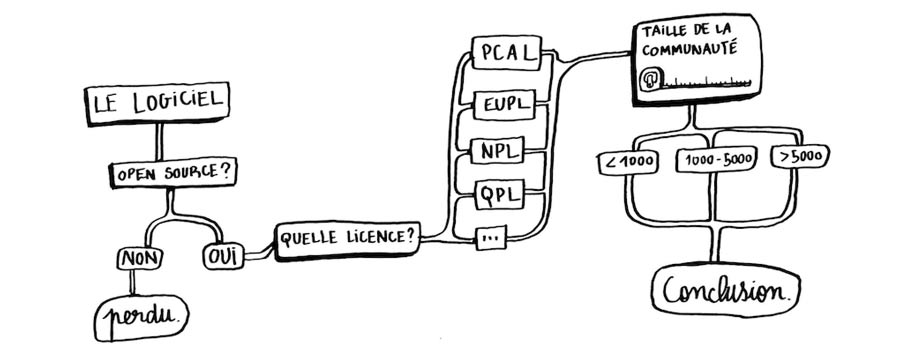 LE LOGICIEL
OPEN SOURCE?
NON
OUI
perdu.
QUELLE LICENCE?
PCAL
EUPL
NPL
QPL
...
TAILLE DE LA
COMMUNAUTÉ
<1000
1000-5000
>5000
Conclusion.